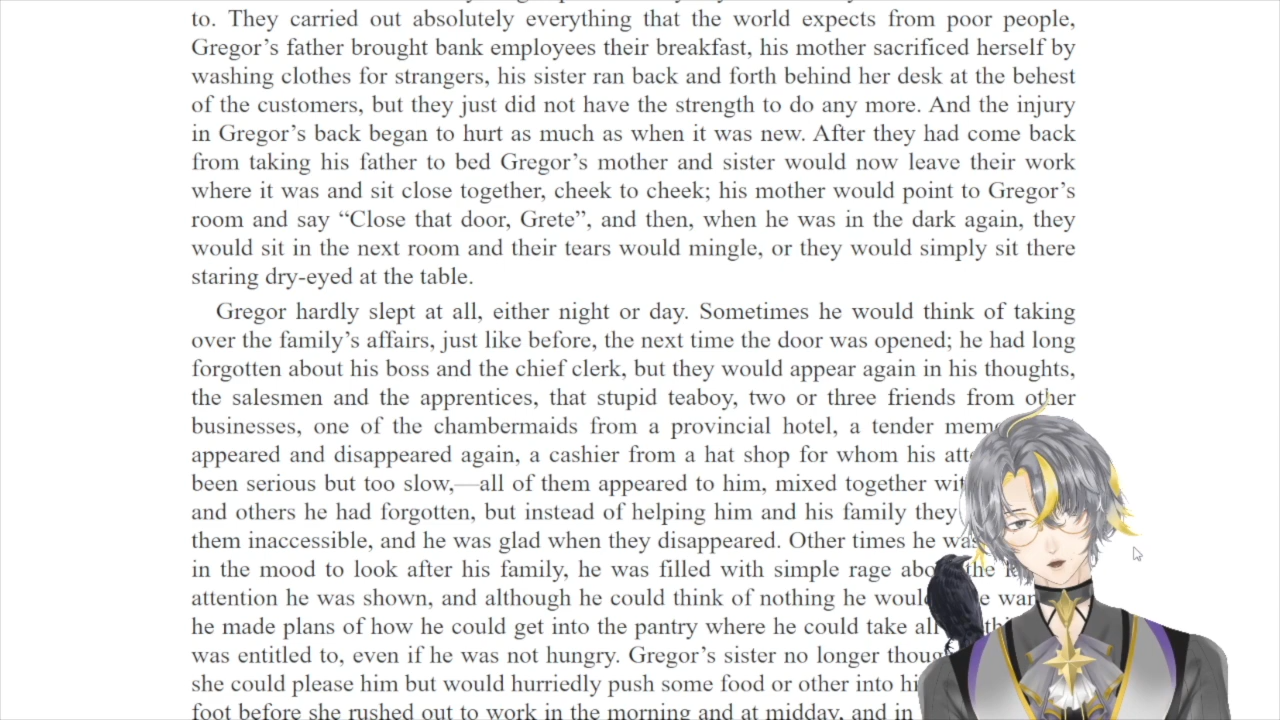 to. They carried out absolutely everything that the world expects from poor people,
Gregor’s father brought bank employees their breakfast, his mother sacrificed herself by
washing clothes for strangers, his sister ran back and forth behind her desk at the behest
of the customers, but they just did not have the strength to do any more. And the injury
in Gregor’s back began to hurt as much as when it was new. After they had come back
from taking his father to bed Gregor’s mother and sister would now leave their work
where it was and sit close together, cheek to cheek; his mother would point to Gregor’s
room and say “Close that door, Grete”, and then, when he was in the dark again, they
would sit in the next room and their tears would mingle, or they would simply sit there
staring dry-eyed at the table.
Gregor hardly slept at all, either night or day. Sometimes he would think of taking
over the family’s affairs, just like before, the next time the door was opened; he had long
forgotten about his boss and the chief clerk, but they would appear again in his thoughts,
the salesmen and the apprentices, that stupid teaboy, two or three friends from other
businesses, one of the chambermaids from a provincial hotel, a tender
appeared and disappeared again, a cashier from a hat shop for whom his
been serious but too slow,—all of them appeared to him, mixed together
and others he had forgotten, but instead of helping him and his family they
them inaccessible, and he was glad when they disappeared. Other times he was
in the mood to look after his family, he was filled with simple rage the
attention he was shown, and although he could think of nothing he
he made plans of how he could get into the pantry where he could take all
was entitled to, even if he was not hungry. Gregor’s sister no longer
she could please him but would hurriedly push some food or other into
foot before she rushed out to work in the morning and at midday, and in